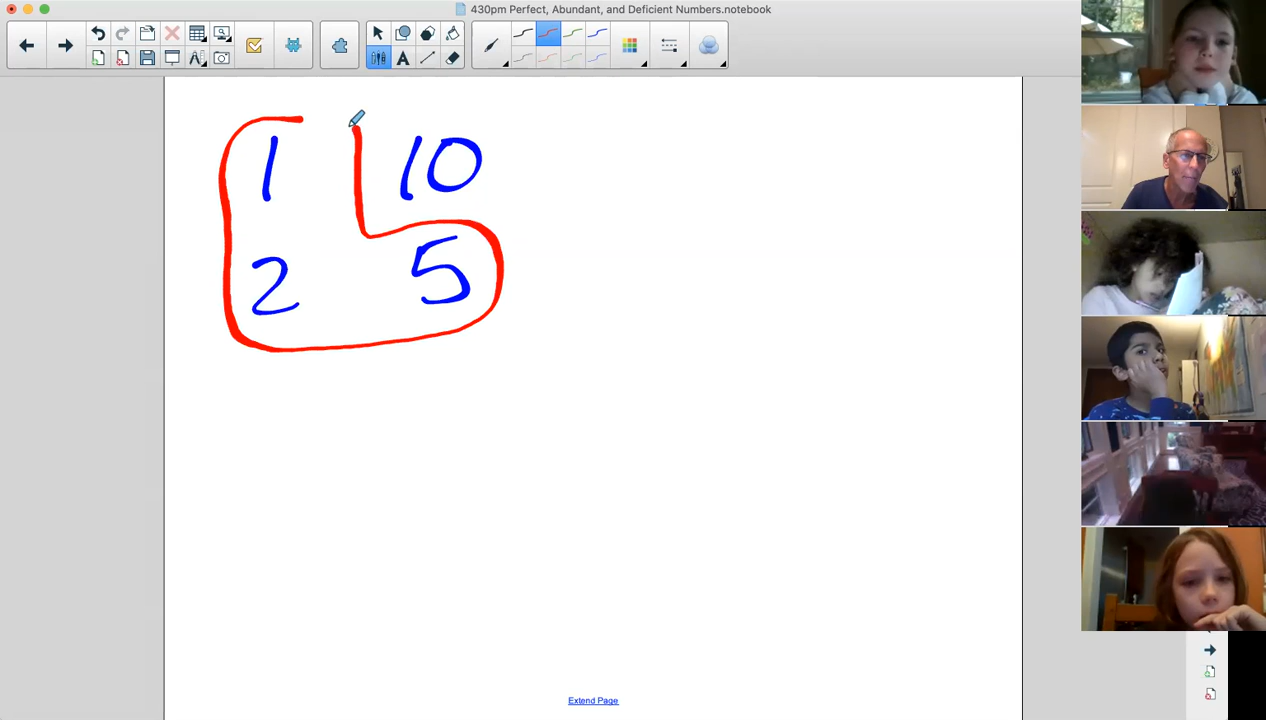 430pm Perfect, Abundant, and Deficient Numbers.notebook
A
1 10
2 5
Extend Page